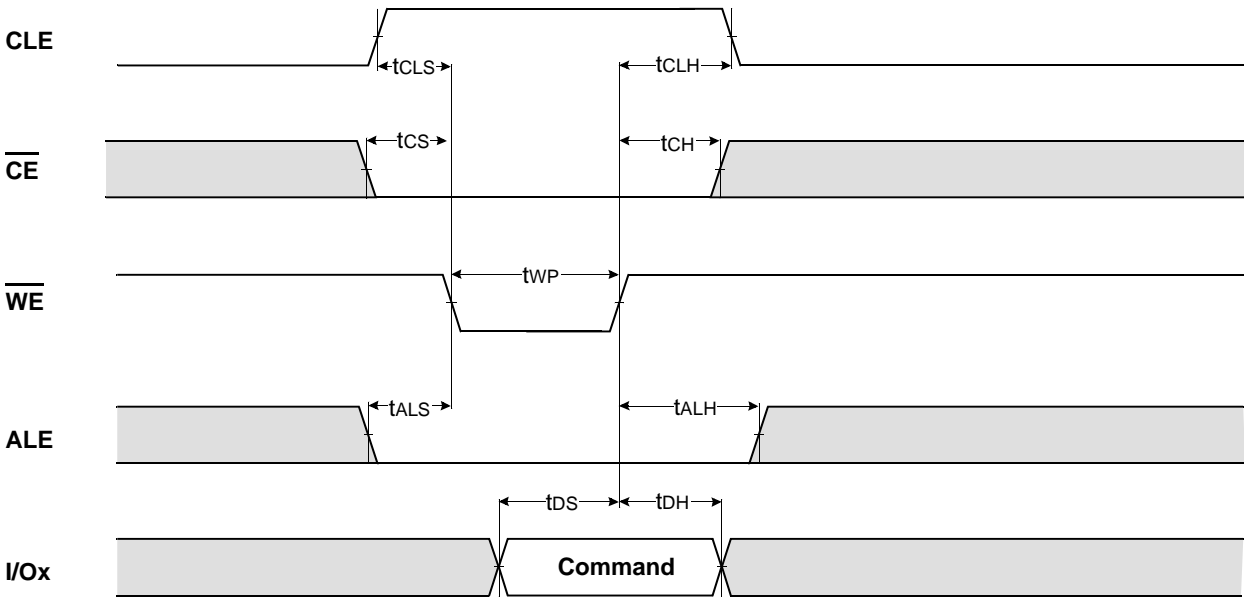 CLE
tCLS
tCLH
CE
tCS
tCH
WE
tWP
ALE
tALS
tALH
I/Ox
tDS
tDH
Command